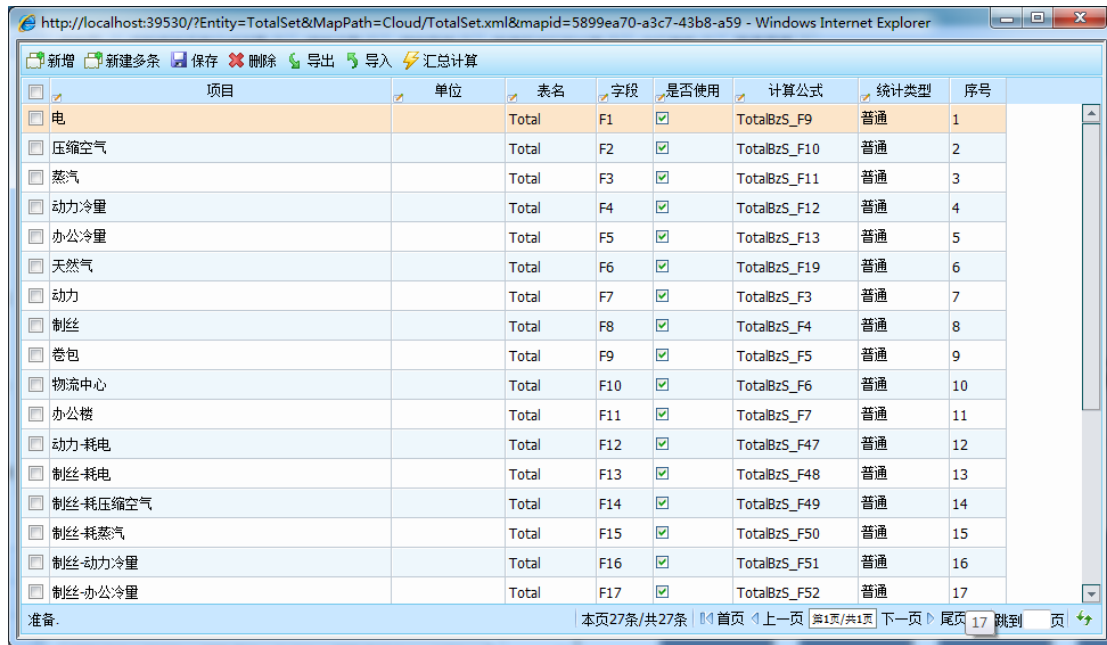 http://localhost:39530/?Entity=TotalSet&MapPath=Cloud/TotalSet.xml&mapid=5899ea70-a3c7-43b8-a59 - Windows Internet Explorer
新增 新建多条 保存 删除 导出 导入 汇总计算
项目 单位 表名 字段 是否使用 计算公式 统计类型 序号
电 Total F1 TotalBzS_F9 普通 1
压缩空气 Total F2 TotalBzS_F10 普通 2
蒸汽 Total F3 TotalBzS_F11 普通 3
动力冷量 Total F4 TotalBzS_F12 普通 4
办公冷量 Total F5 TotalBzS_F13 普通 5
天然气 Total F6 TotalBzS_F19 普通 6
动力 Total F7 TotalBzS_F3 普通 7
制丝 Total F8 TotalBzS_F4 普通 8
卷包 Total F9 TotalBzS_F5 普通 9
物流中心 Total F10 TotalBzS_F6 普通 10
办公楼 Total F11 TotalBzS_F7 普通 11
动力-耗电 Total F12 TotalBzS_F47 普通 12
制丝-耗电 Total F13 TotalBzS_F48 普通 13
制丝-耗压缩空气 Total F14 TotalBzS_F49 普通 14
制丝-耗蒸汽 Total F15 TotalBzS_F50 普通 15
制丝-动力冷量 Total F16 TotalBzS_F51 普通 16
制丝-办公冷量 Total F17 TotalBzS_F52 普通 17
准备. 本页27条/共27条 首页 上一页 第1页/共1页 下一页 尾页 17 跳到 页